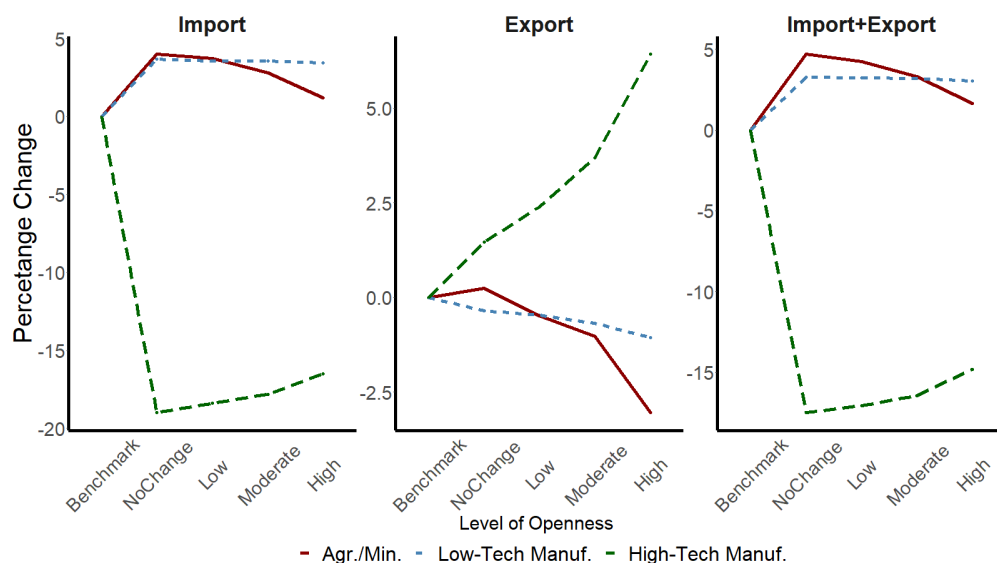 Import
Export
Import+Export
Percetange Change
5
0
-5
-10
-15
-20
5.0
2.5
0.0
-2.5
5
0
-5
-10
-15
Benchmark
NoChange
Low
Moderate
High
Benchmark
NoChange
Low
Moderate
High
Benchmark
NoChange
Low
Moderate
High
Level of Openness
Agr./Min. Low-Tech Manuf. High-Tech Manuf.